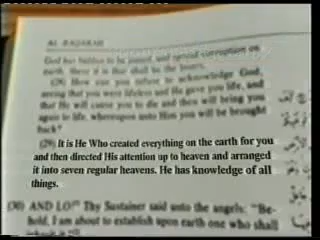 AL BAQARAH
God has bidden to be joined, and spread corruption on
earth; these it is that shall be the losers.
(28) How can you refuse to acknowledge God,
seeing that you were lifeless and He gave you life, and
that He will cause you to die and then will bring you
again to life, whereupon unto Him you will be brought
back?
(29) It is He Who created everything on the earth for you
and then directed His attention up to heaven and arranged
it into seven regular heavens. He has knowledge of all
things.
(30) AND LO! Thy Sustainer said unto the angels: "Be-
hold, I am about to establish upon earth one who shall